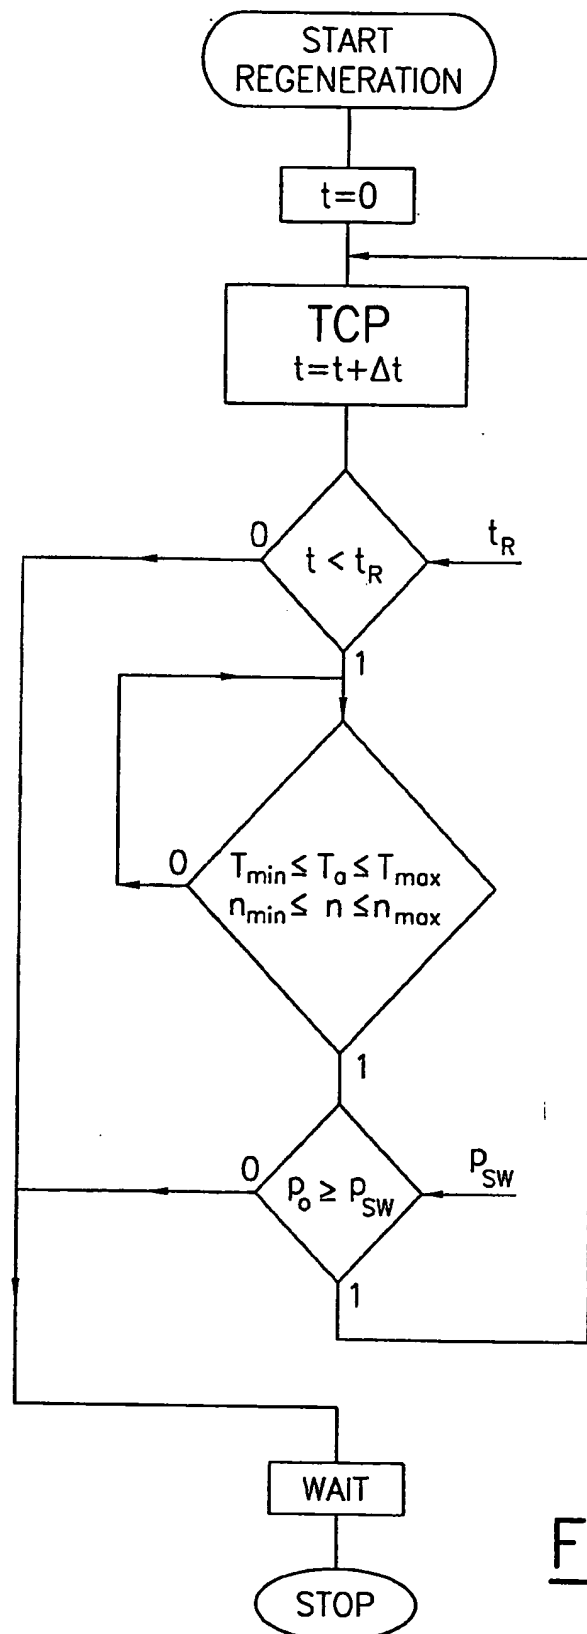 START
REGENERATION
t=0
TCP
t=t+Δt
0
t < t_R
t_R
1
0
T_min ≤ T_a ≤ T_max
n_min ≤ n ≤ n_max
1
0
p_o ≥ p_SW
p_SW
1
WAIT
STOP
F